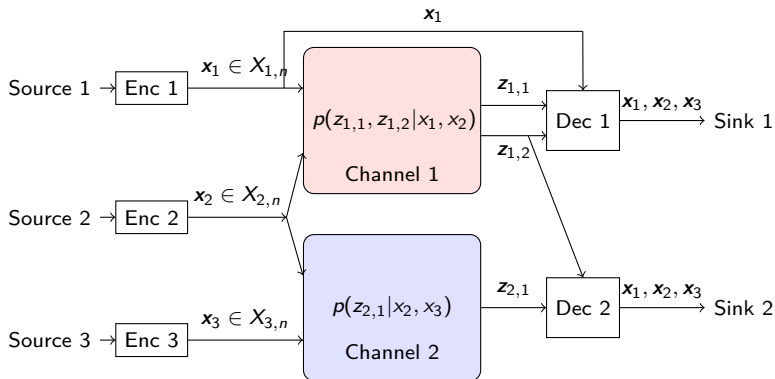 x₁
Source 1
Enc 1
x₁ ∈ X₁,ₙ
p(z₁,₁, z₁,₂|x₁, x₂)
Channel 1
z₁,₁
z₁,₂
Dec 1
x₁, x₂, x₃
Sink 1
Source 2
Enc 2
x₂ ∈ X₂,ₙ
Source 3
Enc 3
x₃ ∈ X₃,ₙ
p(z₂,₁|x₂, x₃)
Channel 2
z₂,₁
Dec 2
x₁, x₂, x₃
Sink 2